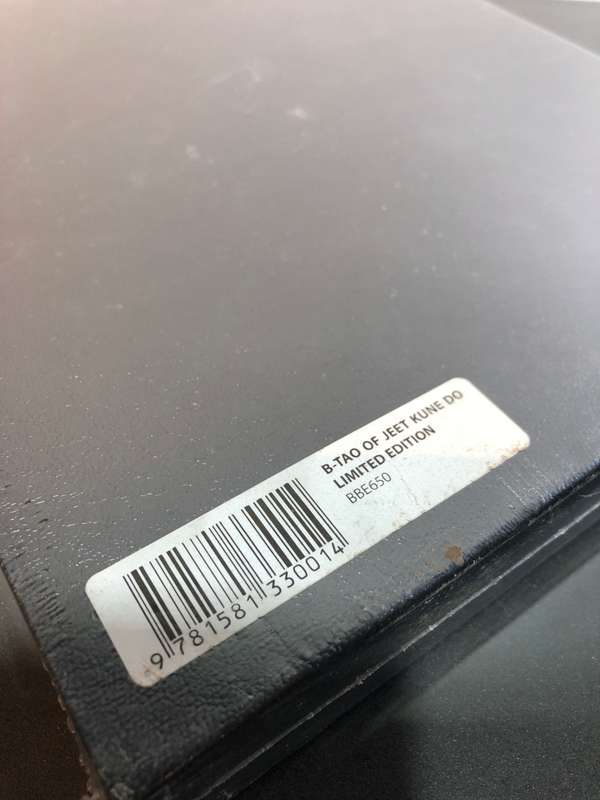 B-TAO OF JEET KUNE DO
LIMITED EDITION
BBE650
9 781581 330014